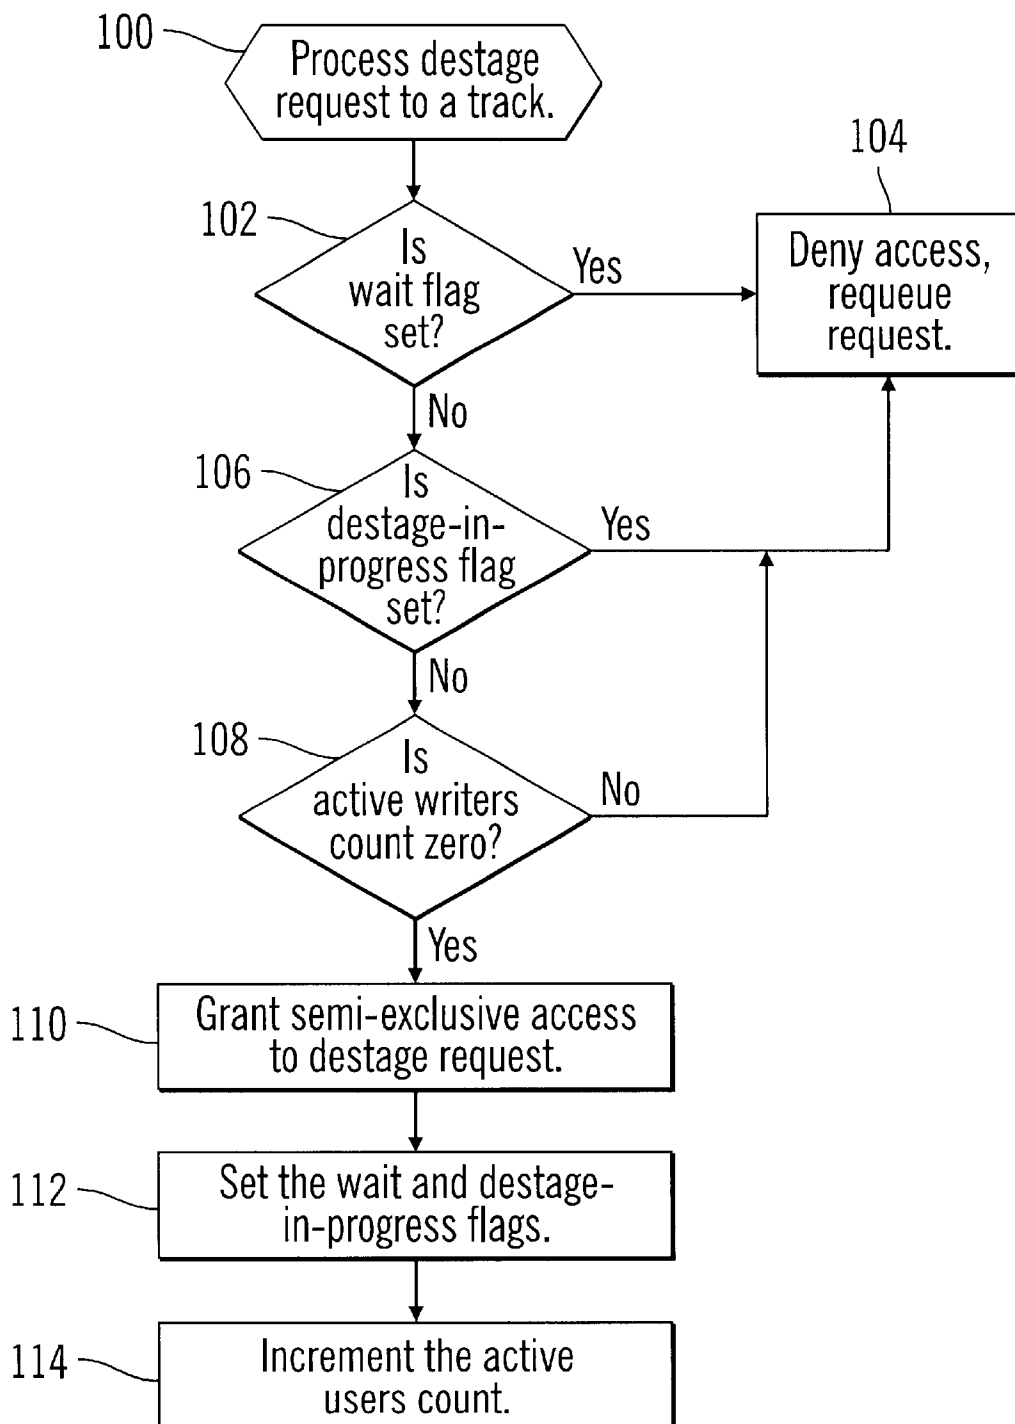 100
Process destage
request to a track.
104
102
Is
wait flag
set?
Yes
Deny access,
requeue
request.
No
106
Is
destage-in-
progress flag
set?
Yes
No
108
Is
active writers
count zero?
No
Yes
110
Grant semi-exclusive access
to destage request.
112
Set the wait and destage-
in-progress flags.
114
Increment the active
users count.